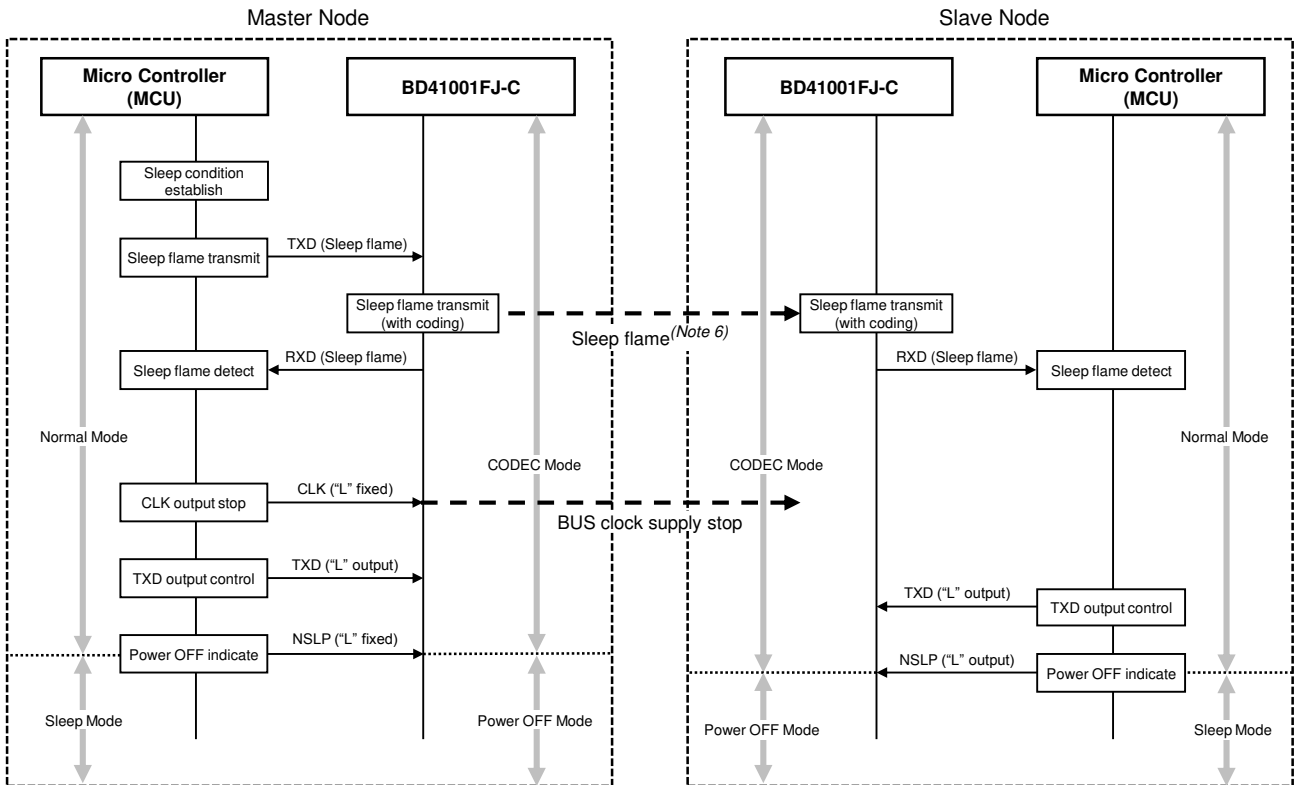 Master Node
Slave Node
Micro Controller
(MCU)
BD41001FJ-C
BD41001FJ-C
Micro Controller
(MCU)
Sleep condition
establish
Sleep flame transmit
TXD (Sleep flame)
Sleep flame transmit
(with coding)
Sleep flame(Note 6)
Sleep flame transmit
(with coding)
Sleep flame detect
RXD (Sleep flame)
RXD (Sleep flame)
Sleep flame detect
Normal Mode
CODEC Mode
CODEC Mode
Normal Mode
CLK output stop
CLK (“L” fixed)
BUS clock supply stop
TXD output control
TXD (“L” output)
TXD (“L” output)
TXD output control
Power OFF indicate
NSLP (“L” fixed)
NSLP (“L” output)
Power OFF indicate
Sleep Mode
Power OFF Mode
Power OFF Mode
Sleep Mode